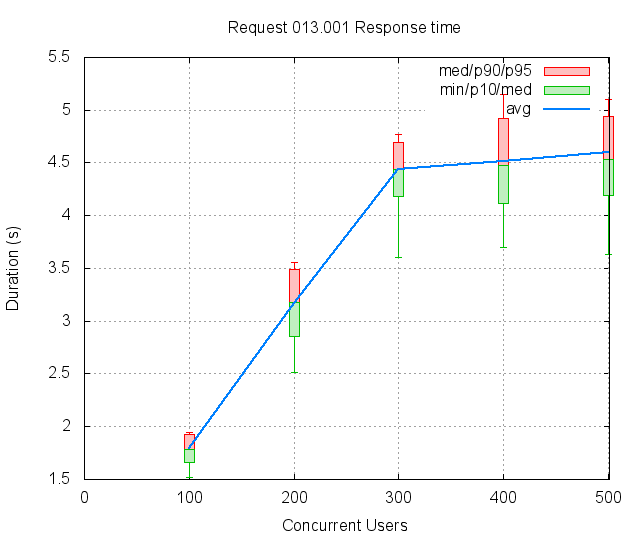 Request 013.001 Response time
5.5
5
4.5
4
3.5
3
2.5
2
1.5
Duration (s)
med/p90/p95
min/p10/med
avg
0 100 200 300 400 500
Concurrent Users